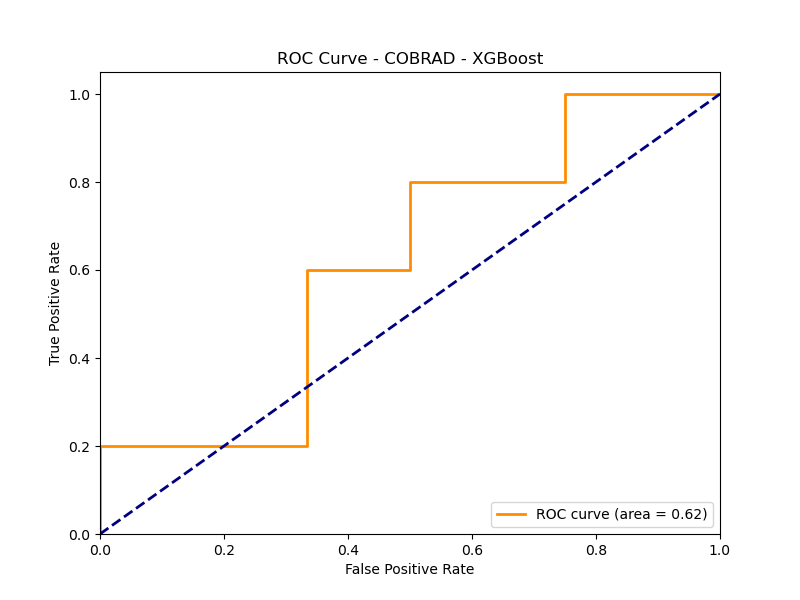 ROC Curve - COBRAD - XGBoost
True Positive Rate
1.0
0.8
0.6
0.4
0.2
0.0
0.0 0.2 0.4 0.6 0.8 1.0
False Positive Rate
ROC curve (area = 0.62)